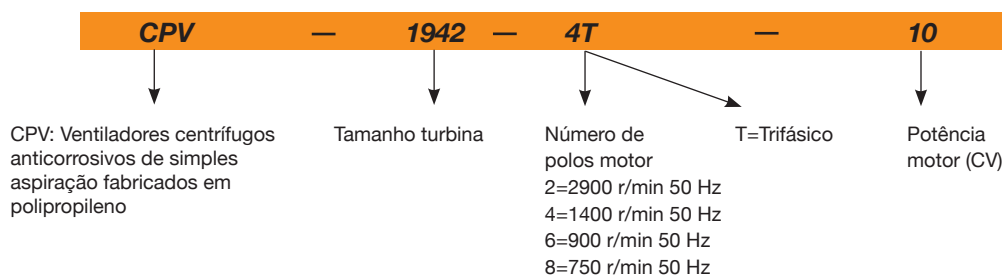 CPV — 1942 — 4T — 10
CPV: Ventiladores centrífugos
anticorrosivos de simples
aspiração fabricados em
polipropileno
Tamanho turbina
Número de
polos motor
2=2900 r/min 50 Hz
4=1400 r/min 50 Hz
6=900 r/min 50 Hz
8=750 r/min 50 Hz
T=Trifásico
Potência
motor (CV)